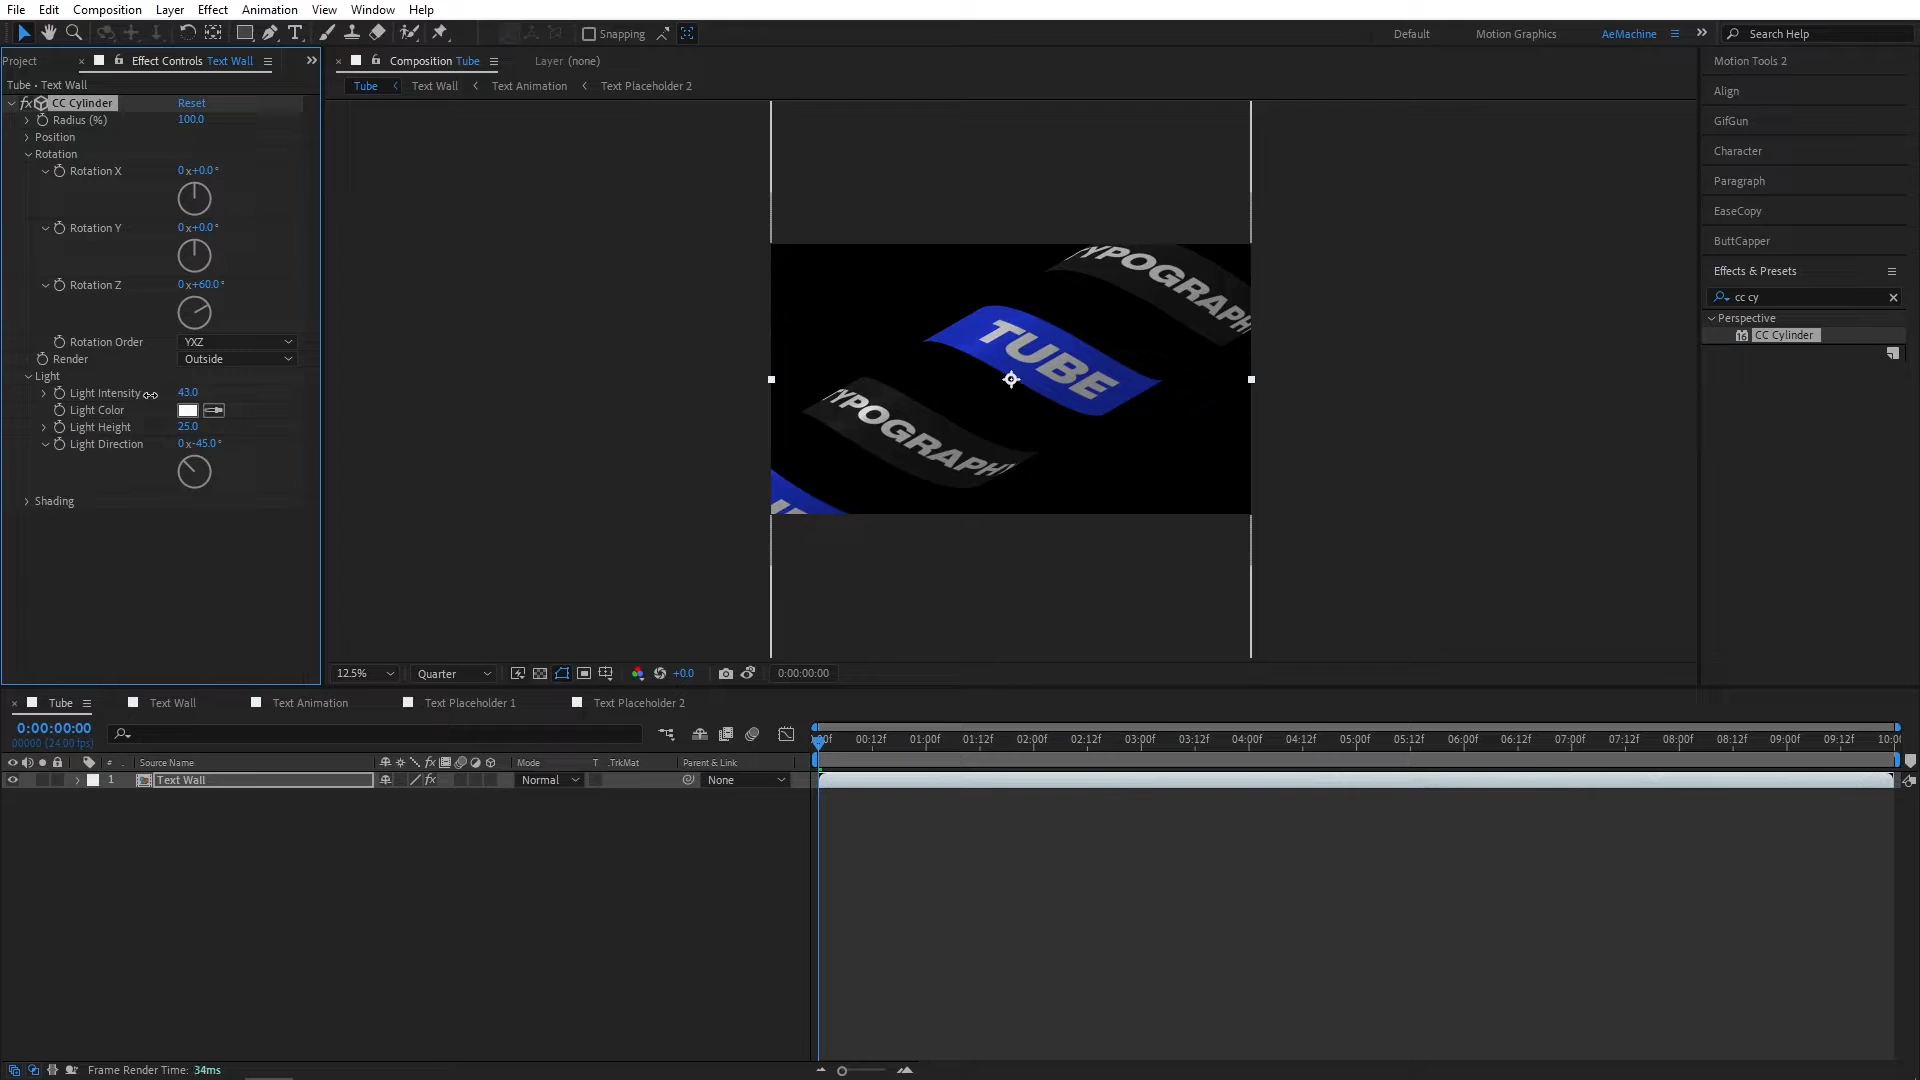 File Edit Composition Layer Effect Animation View Window Help
Snapping Default Motion Graphics AeMachine Search Help
Project Effect Controls Text Wall
Composition Tube Layer (none)
Tube Text Wall Text Animation Text Placeholder 2
Tube · Text Wall
fx CC Cylinder Reset
Radius (%) 100.0
Position
Rotation
Rotation X 0x+0.0°
Rotation Y 0x+0.0°
Rotation Z 0x+60.0°
Rotation Order YXZ
Render Outside
Light
Light Intensity 43.0
Light Color
Light Height 25.0
Light Direction 0x-45.0°
Shading
TYPOGRAPH
TUBE
TYPOGRAPHY
Motion Tools 2
Align
GifGun
Character
Paragraph
EaseCopy
ButtCapper
Effects & Presets
cc cy
Perspective
CC Cylinder
12.5% Quarter +0.0 0:00:00:00
Tube Text Wall Text Animation Text Placeholder 1 Text Placeholder 2
0:00:00:00
00000 (24.00 fps)
00:12f 01:00f 01:12f 02:00f 02:12f 03:00f 03:12f 04:00f 04:12f 05:00f 05:12f 06:00f 06:12f 07:00f 07:12f 08:00f 08:12f 09:00f 09:12f 10:00
# Source Name Mode T .TrkMat Parent & Link
1 Text Wall fx Normal None
Frame Render Time: 34ms